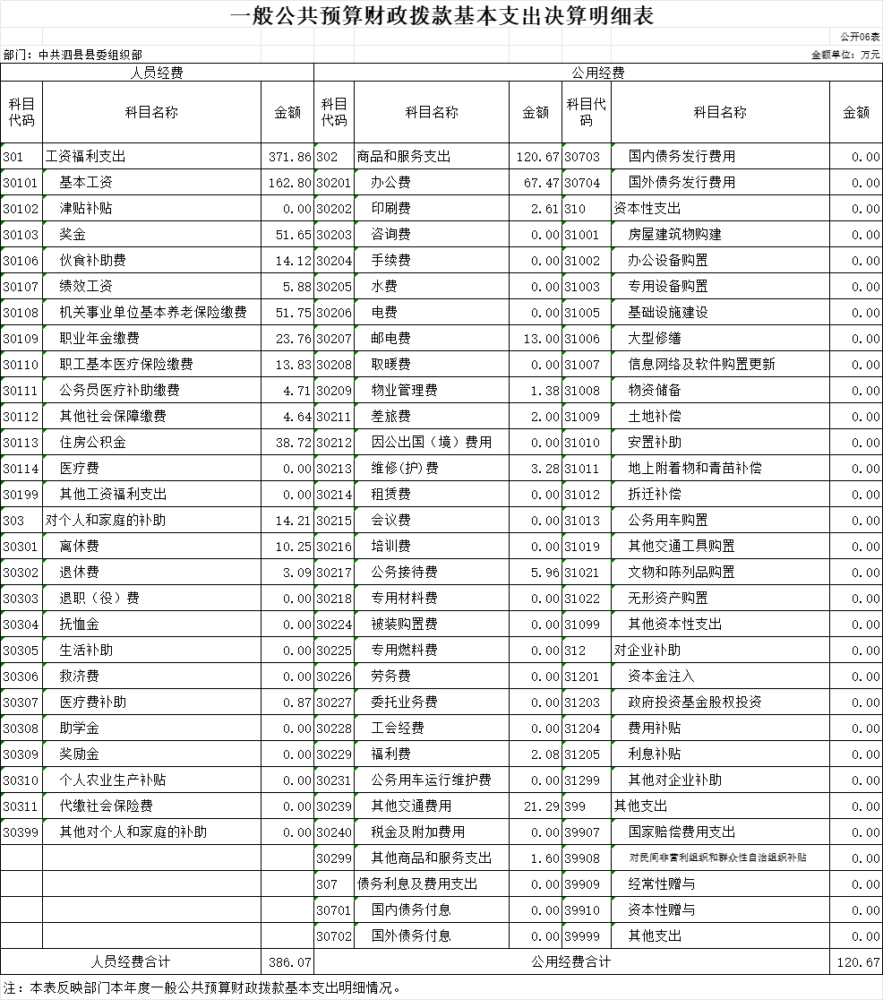 一般公共预算财政拨款基本支出决算明细表
公开06表
部门：中共泗县县委组织部 金额单位：万元
人员经费 公用经费
科目代码 科目名称 金额 科目代码 科目名称 金额 科目代码 科目名称 金额
301 工资福利支出 371.86 302 商品和服务支出 120.67 30703 国内债务发行费用 0.00
30101 基本工资 162.80 30201 办公费 67.47 30704 国外债务发行费用 0.00
30102 津贴补贴 0.00 30202 印刷费 2.61 310 资本性支出 0.00
30103 奖金 51.65 30203 咨询费 0.00 31001 房屋建筑物购建 0.00
30106 伙食补助费 14.12 30204 手续费 0.00 31002 办公设备购置 0.00
30107 绩效工资 5.88 30205 水费 0.00 31003 专用设备购置 0.00
30108 机关事业单位基本养老保险缴费 51.75 30206 电费 0.00 31005 基础设施建设 0.00
30109 职业年金缴费 23.76 30207 邮电费 13.00 31006 大型修缮 0.00
30110 职工基本医疗保险缴费 13.83 30208 取暖费 0.00 31007 信息网络及软件购置更新 0.00
30111 公务员医疗补助缴费 4.71 30209 物业管理费 1.38 31008 物资储备 0.00
30112 其他社会保障缴费 4.64 30211 差旅费 2.00 31009 土地补偿 0.00
30113 住房公积金 38.72 30212 因公出国（境）费用 0.00 31010 安置补助 0.00
30114 医疗费 0.00 30213 维修(护)费 3.28 31011 地上附着物和青苗补偿 0.00
30199 其他工资福利支出 0.00 30214 租赁费 0.00 31012 拆迁补偿 0.00
303 对个人和家庭的补助 14.21 30215 会议费 0.00 31013 公务用车购置 0.00
30301 离休费 10.25 30216 培训费 0.00 31019 其他交通工具购置 0.00
30302 退休费 3.09 30217 公务接待费 5.96 31021 文物和陈列品购置 0.00
30303 退职（役）费 0.00 30218 专用材料费 0.00 31022 无形资产购置 0.00
30304 抚恤金 0.00 30224 被装购置费 0.00 31099 其他资本性支出 0.00
30305 生活补助 0.00 30225 专用燃料费 0.00 312 对企业补助 0.00
30306 救济费 0.00 30226 劳务费 0.00 31201 资本金注入 0.00
30307 医疗费补助 0.87 30227 委托业务费 0.00 31203 政府投资基金股权投资 0.00
30308 助学金 0.00 30228 工会经费 0.00 31204 费用补贴 0.00
30309 奖励金 0.00 30229 福利费 2.08 31205 利息补贴 0.00
30310 个人农业生产补贴 0.00 30231 公务用车运行维护费 0.00 31299 其他对企业补助 0.00
30311 代缴社会保险费 0.00 30239 其他交通费用 21.29 399 其他支出 0.00
30399 其他对个人和家庭的补助 0.00 30240 税金及附加费用 0.00 39907 国家赔偿费用支出 0.00
30299 其他商品和服务支出 1.60 39908 对民间非营利组织和群众性自治组织补贴 0.00
307 债务利息及费用支出 0.00 39909 经常性赠与 0.00
30701 国内债务付息 0.00 39910 资本性赠与 0.00
30702 国外债务付息 0.00 39999 其他支出 0.00
人员经费合计 386.07 公用经费合计 120.67
注：本表反映部门本年度一般公共预算财政拨款基本支出明细情况。